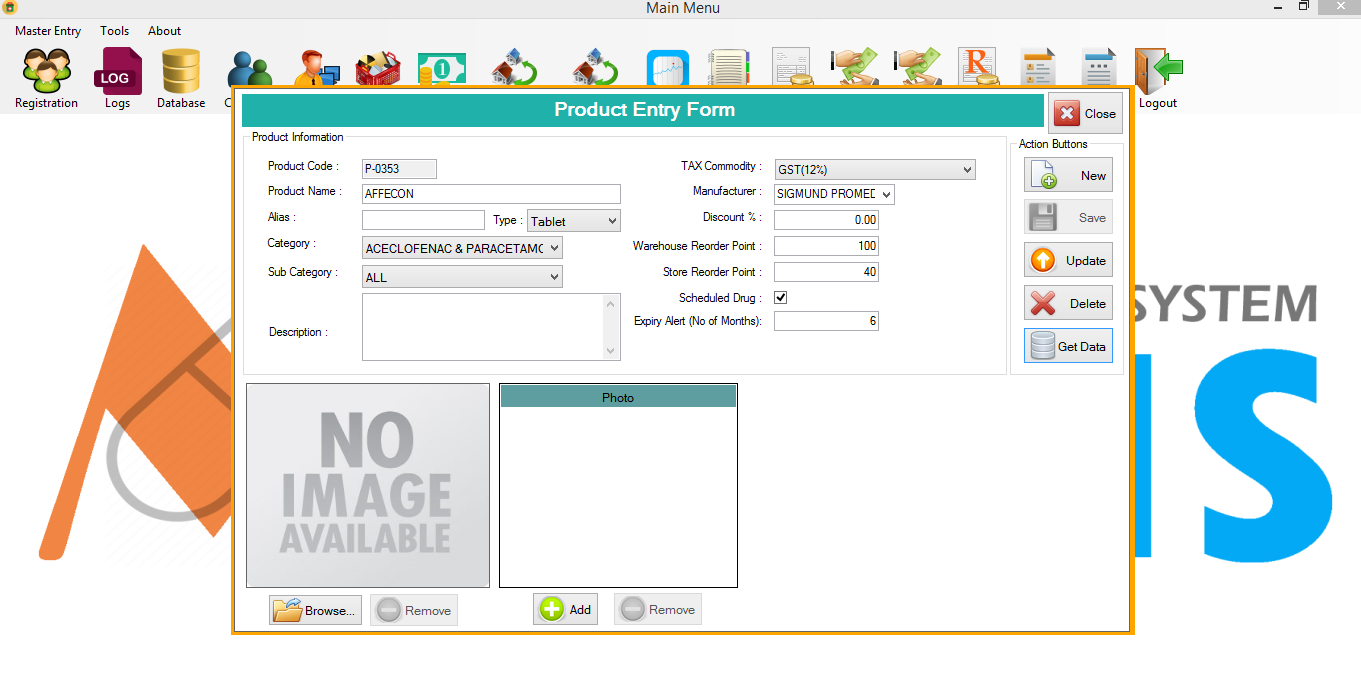 Main Menu
Master Entry Tools About
Registration Logs Database Logout
LOG
1
R
Product Entry Form
Close
Product Information
Product Code : P-0353
Product Name : AFFECON
Alias : Type : Tablet
Category : ACECLOFENAC & PARACETAMO
Sub Category : ALL
Description :
TAX Commodity : GST(12%)
Manufacturer : SIGMUND PROMED
Discount % : 0.00
Warehouse Reorder Point : 100
Store Reorder Point : 40
Scheduled Drug :
Expiry Alert (No of Months): 6
Action Buttons
New
Save
Update
Delete
Get Data
SYSTEM
S
NO
IMAGE
AVAILABLE
Photo
Browse... Remove
Add Remove